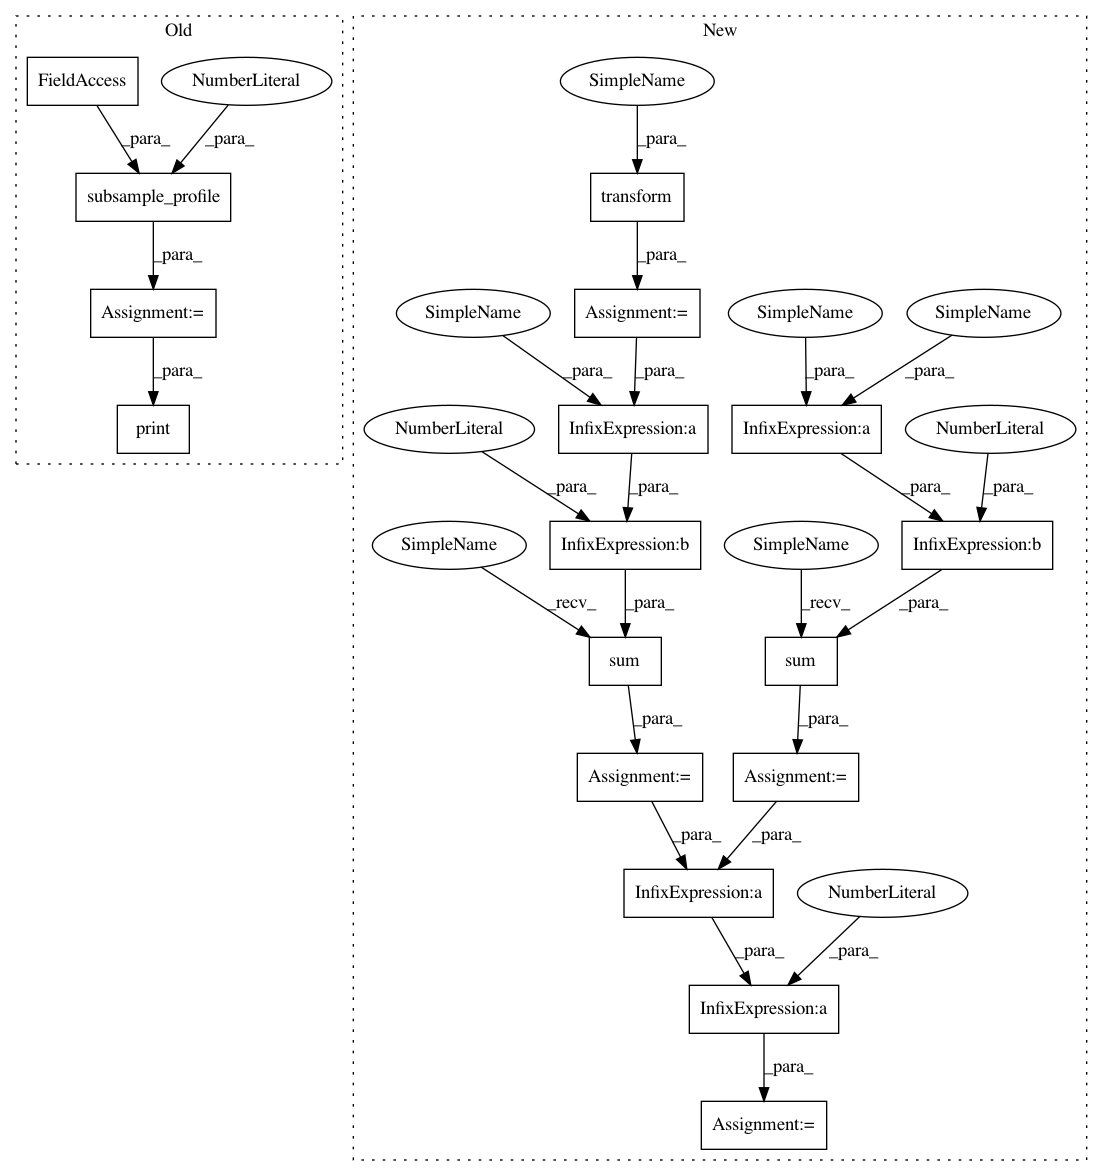 Old
New
FieldAccess
NumberLiteral
SimpleName
_para_
_para_
_para_
subsample_profile
transform
_para_
_para_
Assignment:=
SimpleName
Assignment:=
SimpleName
SimpleName
_para_
_para_
_para_
_para_
_para_
print
NumberLiteral
InfixExpression:a
InfixExpression:a
NumberLiteral
_para_
_para_
_para_
_para_
SimpleName
InfixExpression:b
SimpleName
InfixExpression:b
_recv_
_para_
_recv_
_para_
sum
sum
_para_
_para_
Assignment:=
Assignment:=
_para_
_para_
InfixExpression:a
NumberLiteral
_para_
_para_
InfixExpression:a
_para_
Assignment:=